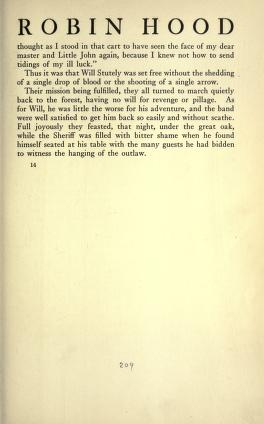 ROBIN HOOD
thought as I stood in that cart to have seen the face of my dear
master and Little John again, because I knew not how to send
tidings of my ill luck."
Thus it was that Will Stutely was set free without the shedding
of a single drop of blood or the shooting of a single arrow.
Their mission being fulfilled, they all turned to march quietly
back to the forest, having no will for revenge or pillage. As
for Will, he was little the worse for his adventure, and the band
were well satisfied to get him back so easily and without scathe.
Full joyously they feasted, that night, under the great oak,
while the Sheriff was filled with bitter shame when he found
himself seated at his table with the many guests he had bidden
to witness the hanging of the outlaw.
14
209